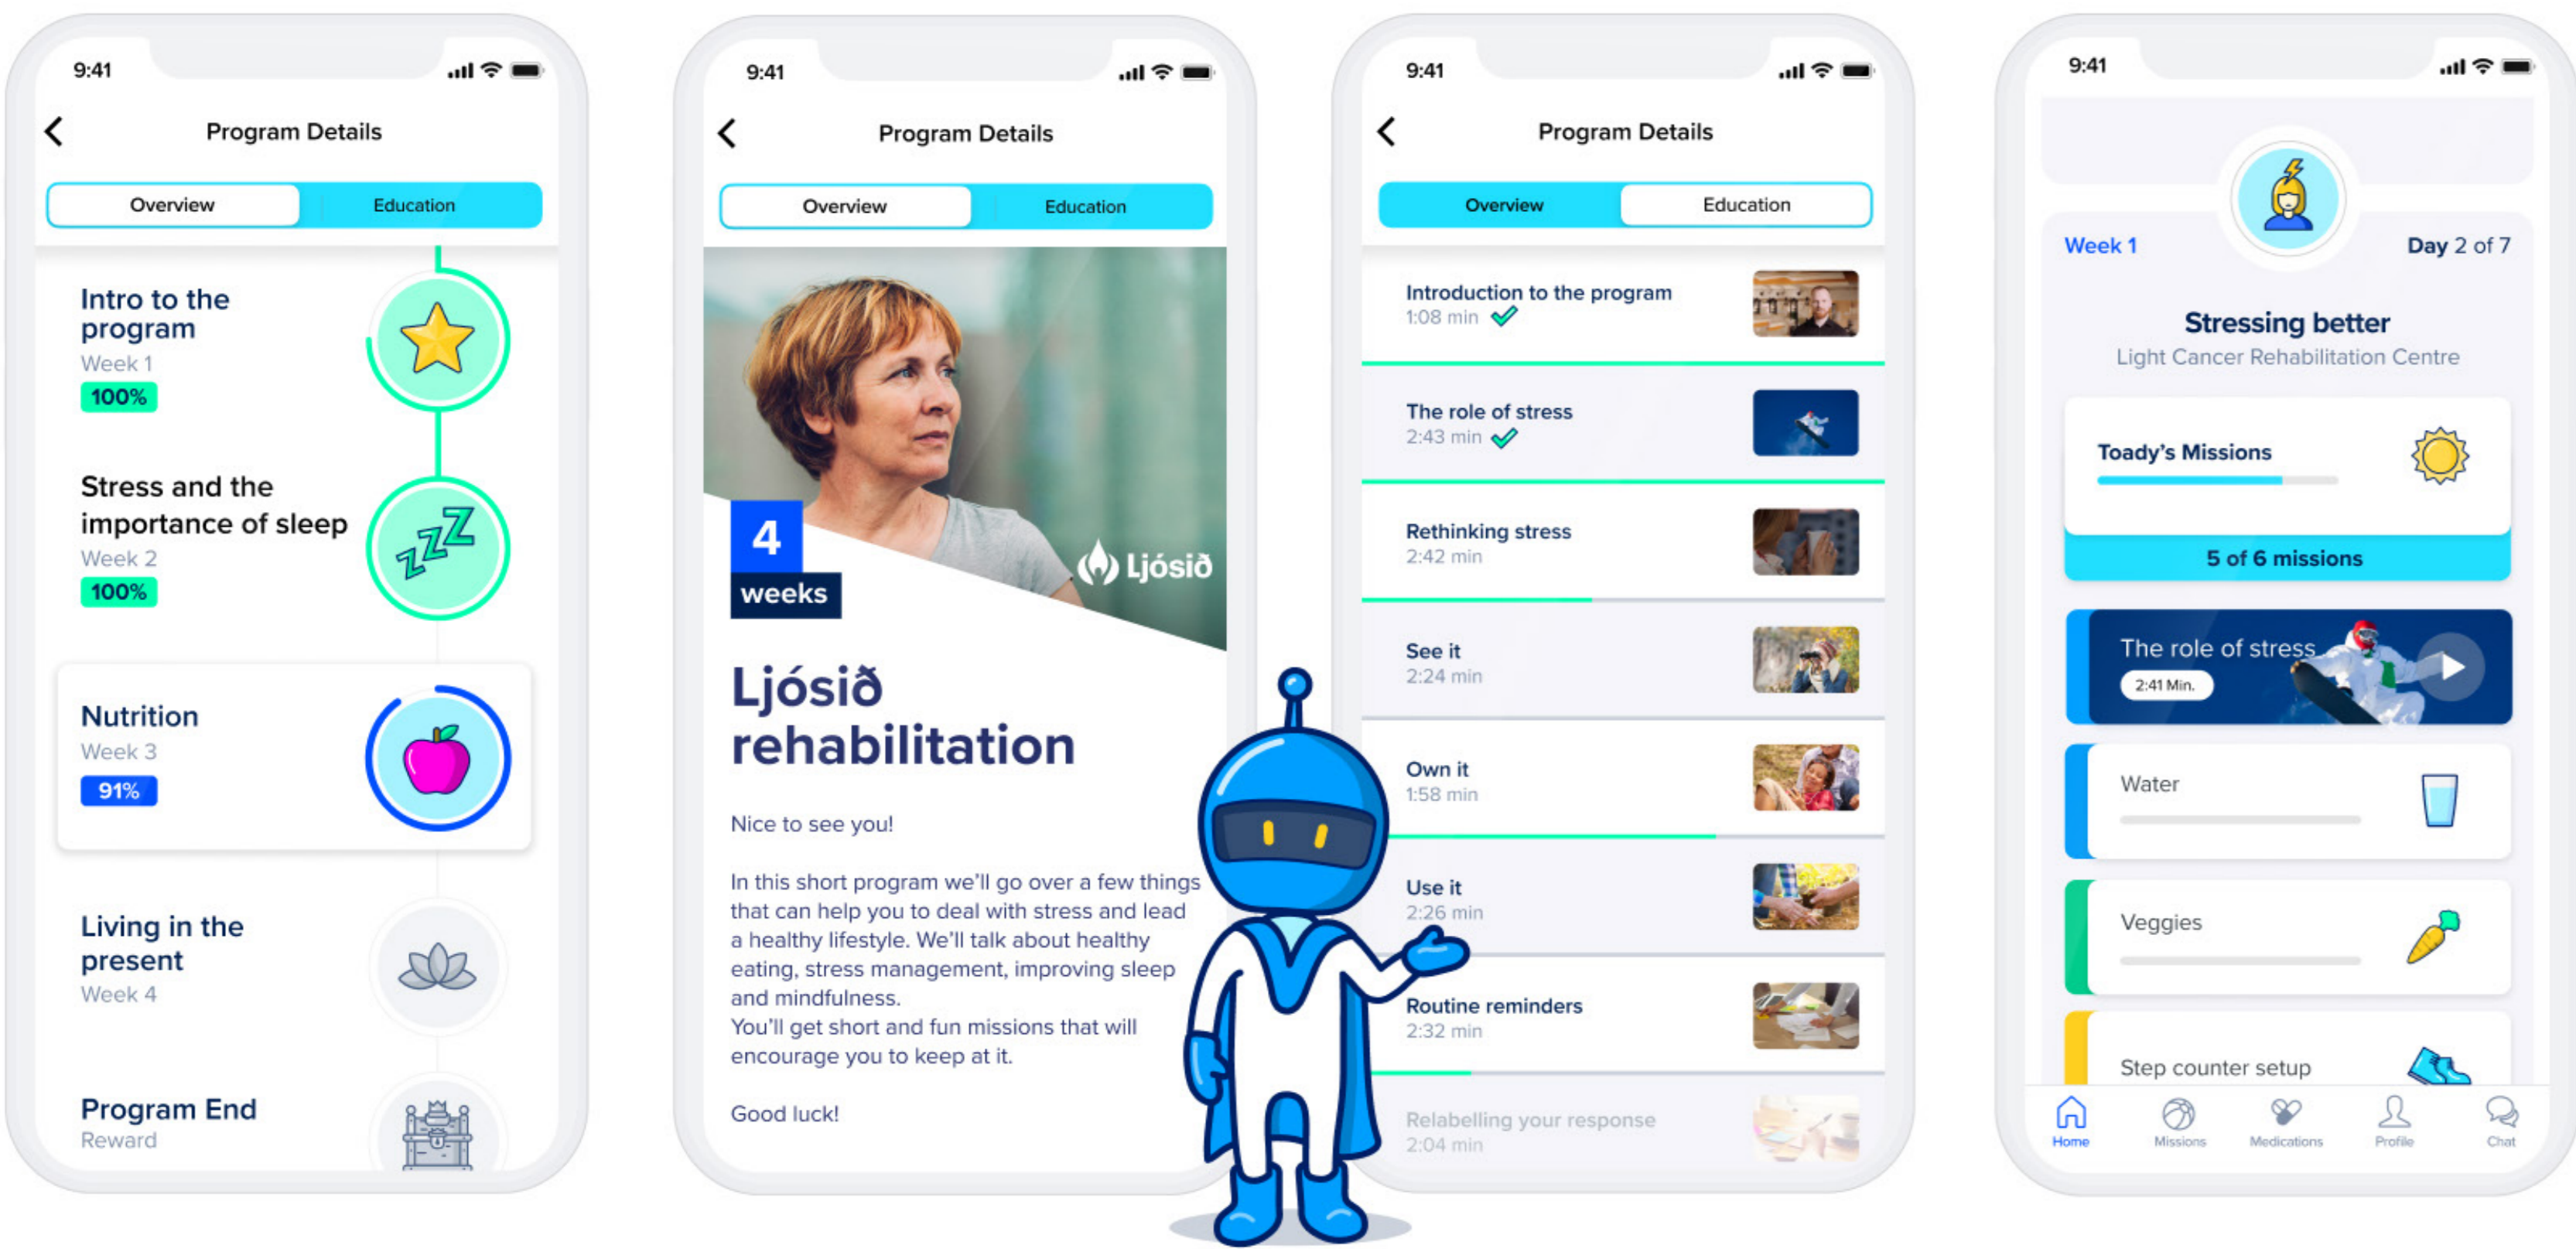 9:41
Program Details
Overview
Education
Intro to the
program
Week 1
100%
Stress and the
importance of sleep
Week 2
100%
Nutrition
Week 3
91%
Living in the
present
Week 4
Program End
Reward
9:41
Program Details
Overview
Education
4
weeks
Ljósið
Ljósið
rehabilitation
Nice to see you!
In this short program we'll go over a few things
that can help you to deal with stress and lead
a healthy lifestyle. We'll talk about healthy
eating, stress management, improving sleep
and mindfulness.
You'll get short and fun missions that will
encourage you to keep at it.
Good luck!
9:41
Program Details
Overview
Education
Introduction to the program
1:08 min
The role of stress
2:43 min
Rethinking stress
2:42 min
See it
2:24 min
Own it
1:58 min
Use it
2:26 min
Routine reminders
2:32 min
Relabelling your response
2:04 min
9:41
Week 1
Day 2 of 7
Stressing better
Light Cancer Rehabilitation Centre
Toady's Missions
5 of 6 missions
The role of stress
2:41 Min.
Water
Veggies
Step counter setup
Home
Missions
Medications
Profile
Chat